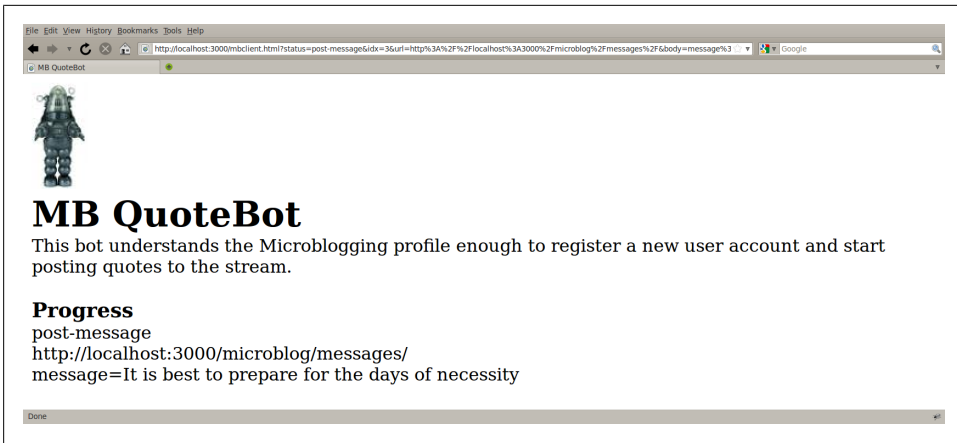 File Edit View History Bookmarks Tools Help
http://localhost:3000/mbclient.html?status=post-message&idx=3&url=http%3A%2F%2Flocalhost%3A3000%2Fmicroblog%2Fmessages%2F&body=message%3 Google
MB QuoteBot
MB QuoteBot
This bot understands the Microblogging profile enough to register a new user account and start
posting quotes to the stream.
Progress
post-message
http://localhost:3000/microblog/messages/
message=It is best to prepare for the days of necessity
Done